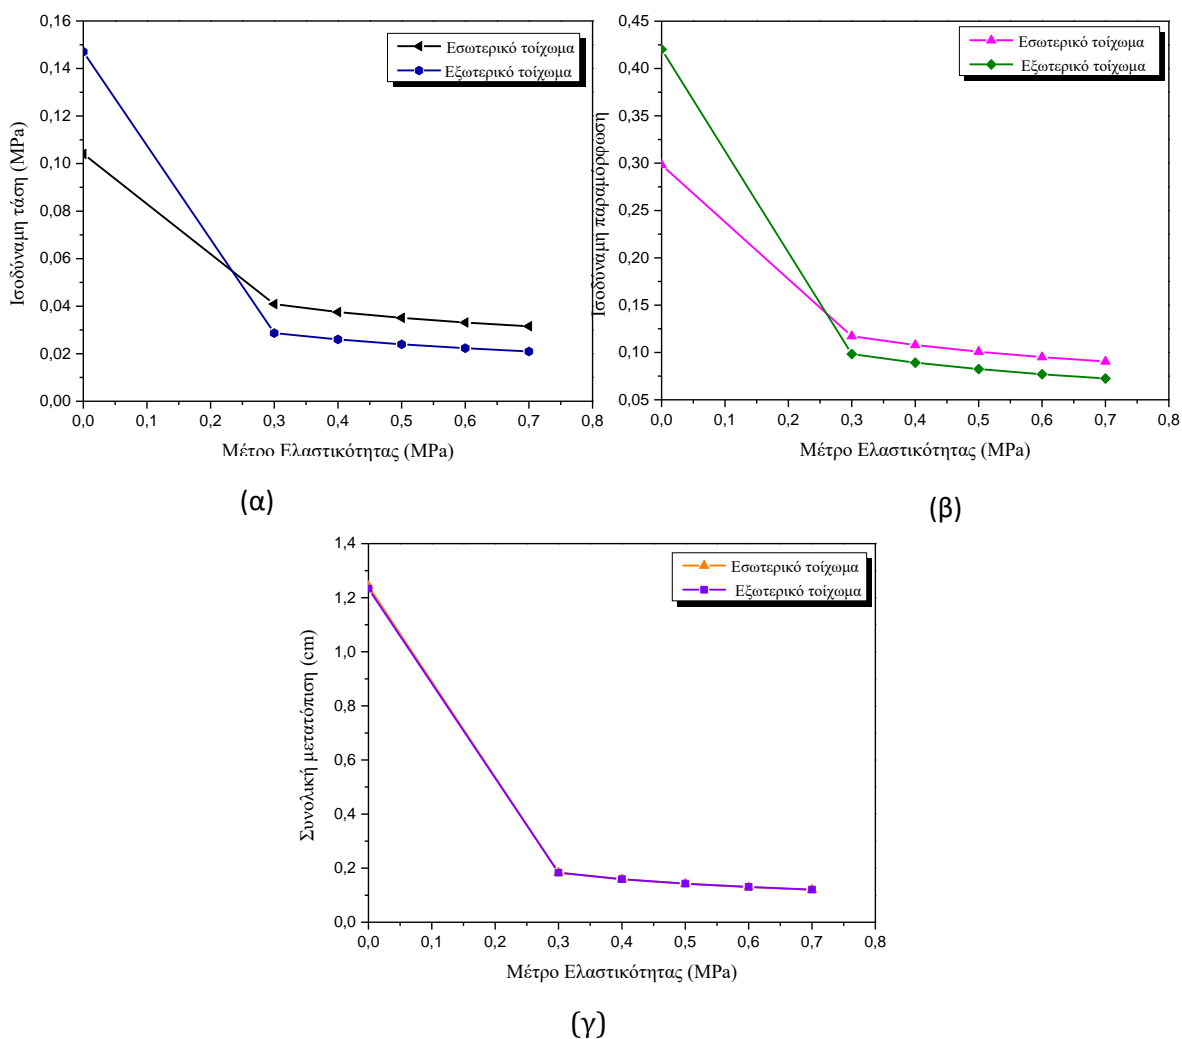 0,16
0,14
0,12
0,10
0,08
0,06
0,04
0,02
0,00
Ισοδύναμη τάση (MPa)
Εσωτερικό τοίχωμα
Εξωτερικό τοίχωμα
0,0 0,1 0,2 0,3 0,4 0,5 0,6 0,7 0,8
Μέτρο Ελαστικότητας (MPa)
(α)
0,45
0,40
0,35
0,30
0,25
0,20
0,15
0,10
0,05
Ισοδύναμη παραμόρφωση
Εσωτερικό τοίχωμα
Εξωτερικό τοίχωμα
0,0 0,1 0,2 0,3 0,4 0,5 0,6 0,7 0,8
Μέτρο Ελαστικότητας (MPa)
(β)
1,4
1,2
1,0
0,8
0,6
0,4
0,2
0,0
Συνολική μετατόπιση (cm)
Εσωτερικό τοίχωμα
Εξωτερικό τοίχωμα
0,0 0,1 0,2 0,3 0,4 0,5 0,6 0,7 0,8
Μέτρο Ελαστικότητας (MPa)
(γ)